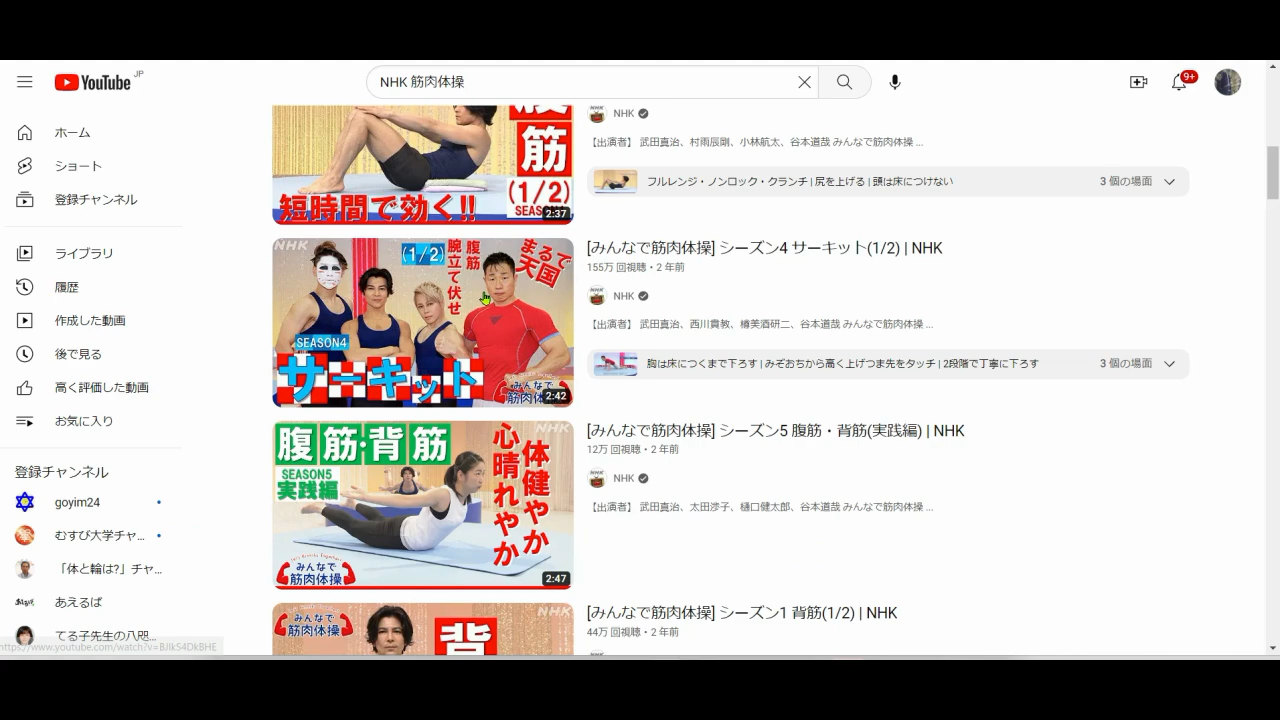 YouTube JP
NHK 筋肉体操
9+
ホーム
ショート
登録チャンネル
ライブラリ
履歴
作成した動画
後で見る
高く評価した動画
お気に入り
登録チャンネル
goyim24
むすび大学チャ...
「体と輪は?」チャ...
あえるば
てる子先生の八咫...
https://www.youtube.com/watch?v=BJIkS4DkBHE
腹筋
(1/2)
SEASON
短時間で効く!!
2:37
NHK
【出演者】 武田真治、村雨辰剛、小林航太、谷本道哉 みんなで筋肉体操 ...
フルレンジ・ノンロック・クランチ | 尻を上げる | 頭は床につけない
3 個の場面
NHK
(1/2)
腹筋
腕立て伏せ
まるで
天国
SEASON4
サーキット
みんなで
筋肉体操
2:42
[みんなで筋肉体操] シーズン4 サーキット(1/2) | NHK
155万 回視聴・2 年前
NHK
【出演者】 武田真治、西川貴教、樽美酒研二、谷本道哉 みんなで筋肉体操 ...
胸は床につくまで下ろす | みぞおちから高く上げつま先をタッチ | 2段階で丁寧に下ろす
3 個の場面
腹筋・背筋
NHK
SEASON5
実践編
体健やか
心晴れやか
みんなで
筋肉体操
2:47
[みんなで筋肉体操] シーズン5 腹筋・背筋(実践編) | NHK
12万 回視聴・2 年前
NHK
【出演者】 武田真治、太田渉子、樋口健太郎、谷本道哉 みんなで筋肉体操 ...
みんなで
筋肉体操
NHK
背
[みんなで筋肉体操] シーズン1 背筋(1/2) | NHK
44万 回視聴・2 年前